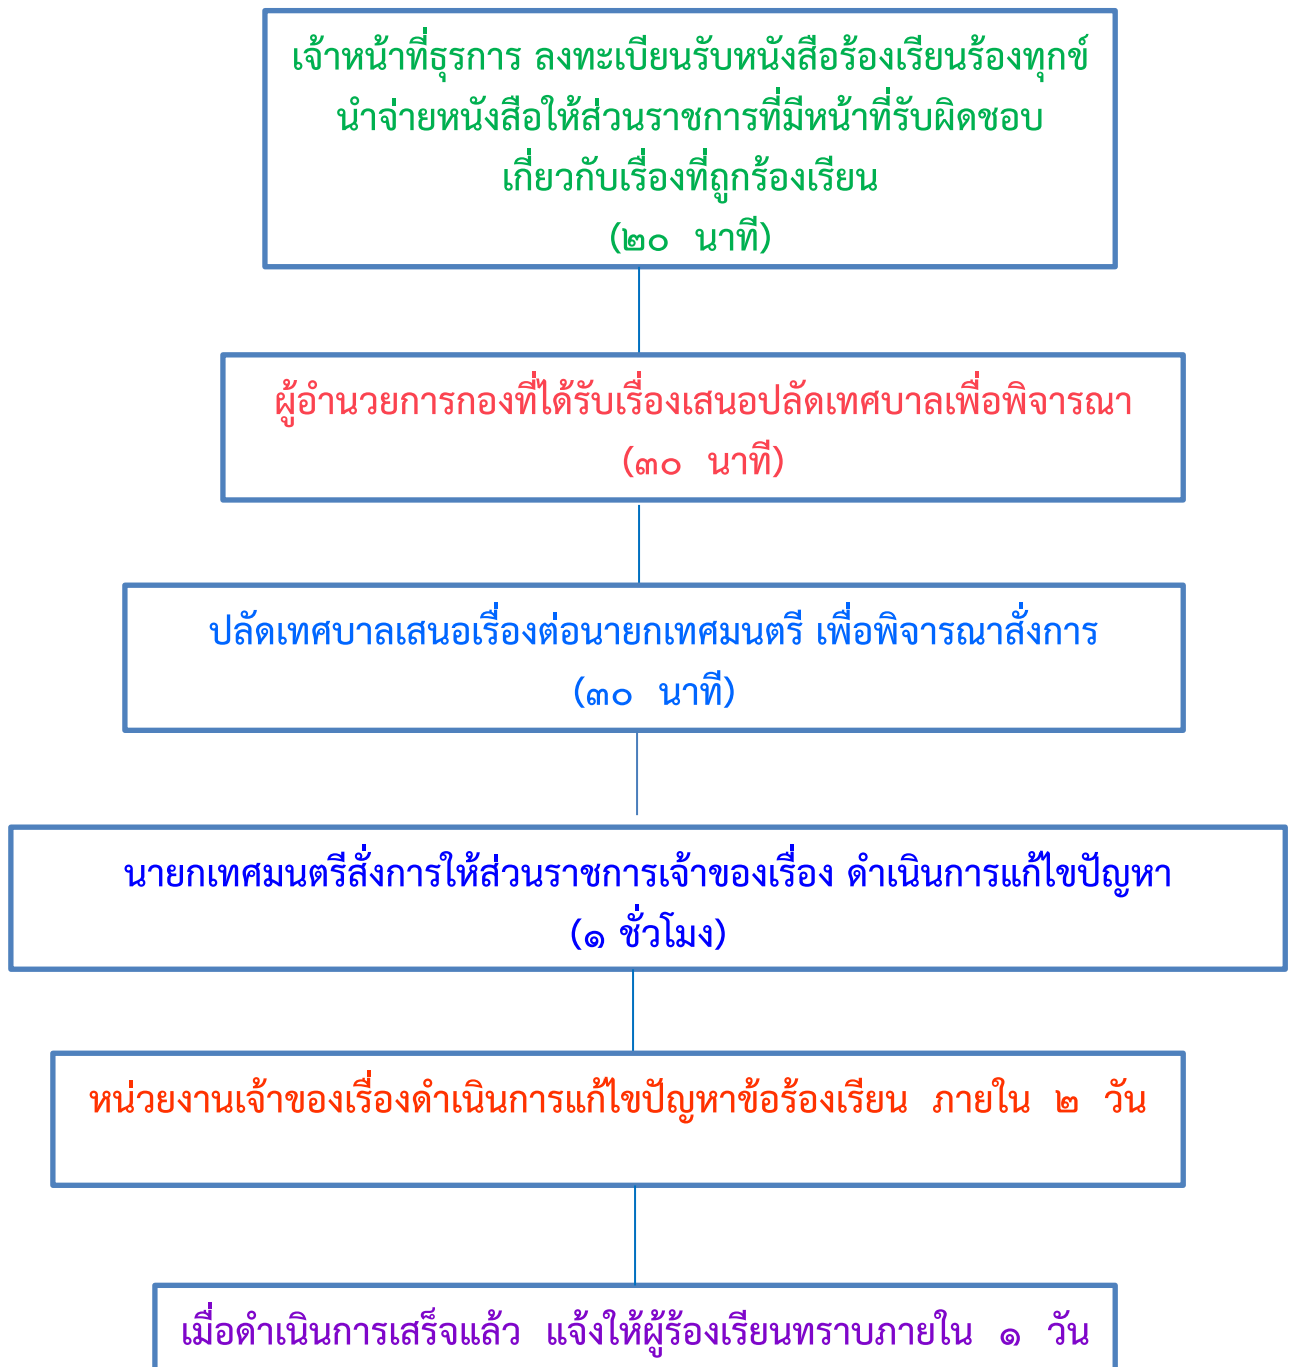 เจ้าหน้าที่ธุรการ ลงทะเบียนรับหนังสือร้องเรียนร้องทุกข์
นำจ่ายหนังสือให้ส่วนราชการที่มีหน้าที่รับผิดชอบ
เกี่ยวกับเรื่องที่ถูกร้องเรียน
(๒๐ นาที)
ผู้อำนวยการกองที่ได้รับเรื่องเสนอปลัดเทศบาลเพื่อพิจารณา
(๓๐ นาที)
ปลัดเทศบาลเสนอเรื่องต่อนายกเทศมนตรี เพื่อพิจารณาสั่งการ
(๓๐ นาที)
นายกเทศมนตรีสั่งการให้ส่วนราชการเจ้าของเรื่อง ดำเนินการแก้ไขปัญหา
(๑ ชั่วโมง)
หน่วยงานเจ้าของเรื่องดำเนินการแก้ไขปัญหาข้อร้องเรียน ภายใน ๒ วัน
เมื่อดำเนินการเสร็จแล้ว แจ้งให้ผู้ร้องเรียนทราบภายใน ๑ วัน